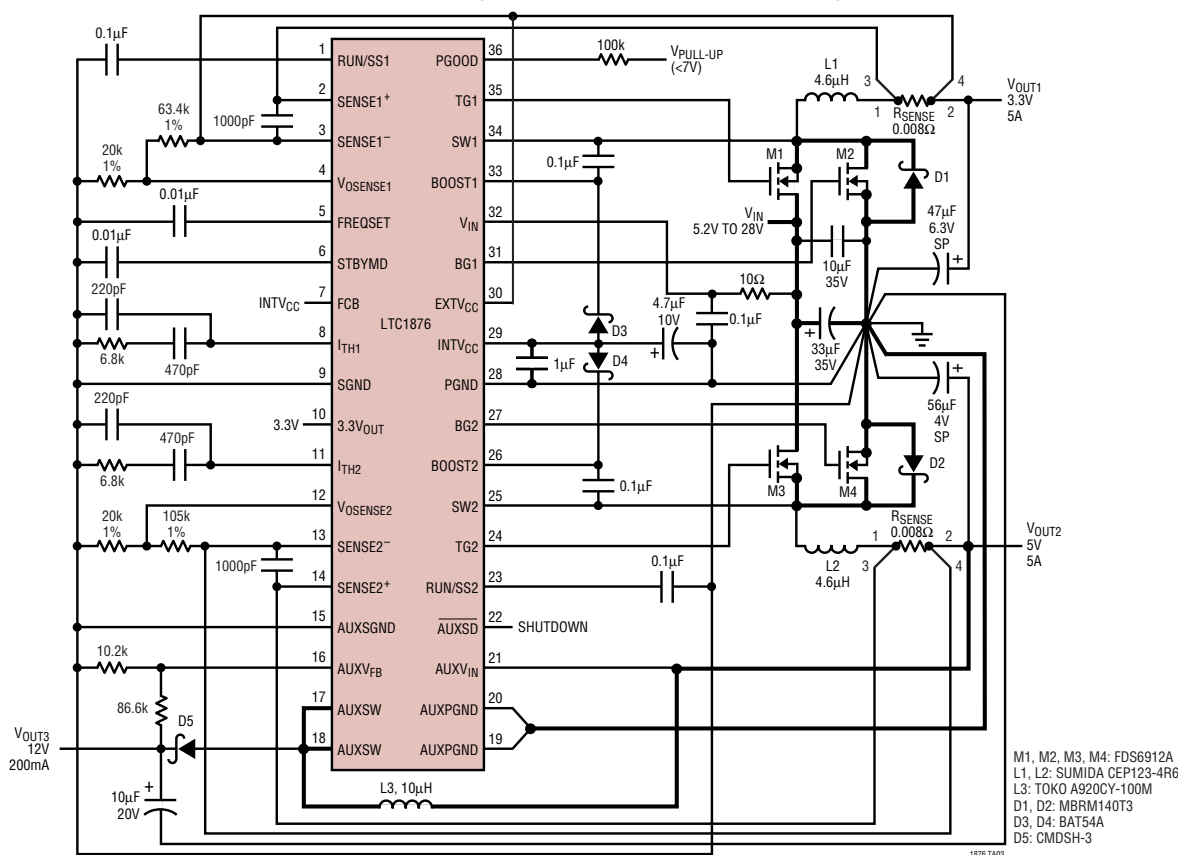 0.1µF
63.4k
1%
20k
1%
1000pF
0.01µF
0.01µF
220pF
INTVCC
6.8k
470pF
220pF
3.3V
470pF
6.8k
20k
1%
105k
1%
1000pF
10.2k
86.6k
D5
VOUT3
12V
200mA
10µF
20V
+
L3, 10µH
LTC1876
1 RUN/SS1
2 SENSE1+
3 SENSE1–
4 VOSENSE1
5 FREQSET
6 STBYMD
7 FCB
8 ITH1
9 SGND
10 3.3VOUT
11 ITH2
12 VOSENSE2
13 SENSE2–
14 SENSE2+
15 AUXSGND
16 AUXVFB
17 AUXSW
18 AUXSW
PGOOD 36
TG1 35
SW1 34
BOOST1 33
VIN 32
BG1 31
EXTVCC 30
INTVCC 29
PGND 28
BG2 27
BOOST2 26
SW2 25
TG2 24
RUN/SS2 23
AUXSD 22
AUXVIN 21
AUXPGND 20
AUXPGND 19
100k
VPULL-UP
(<7V)
L1
4.6µH
3
4
1
2
RSENSE
0.008Ω
VOUT1
3.3V
5A
0.1µF
M1
M2
D1
VIN
5.2V TO 28V
10µF
35V
47µF
6.3V
SP
+
10Ω
4.7µF
10V
+
0.1µF
D3
D4
1µF
+
33µF
35V
+
56µF
4V
SP
0.1µF
M3
M4
D2
RSENSE
0.008Ω
1
2
3
4
L2
4.6µH
VOUT2
5V
5A
0.1µF
SHUTDOWN
M1, M2, M3, M4: FDS6912A
L1, L2: SUMIDA CEP123-4R6
L3: TOKO A920CY-100M
D1, D2: MBRM140T3
D3, D4: BAT54A
D5: CMDSH-3
1876 TA03